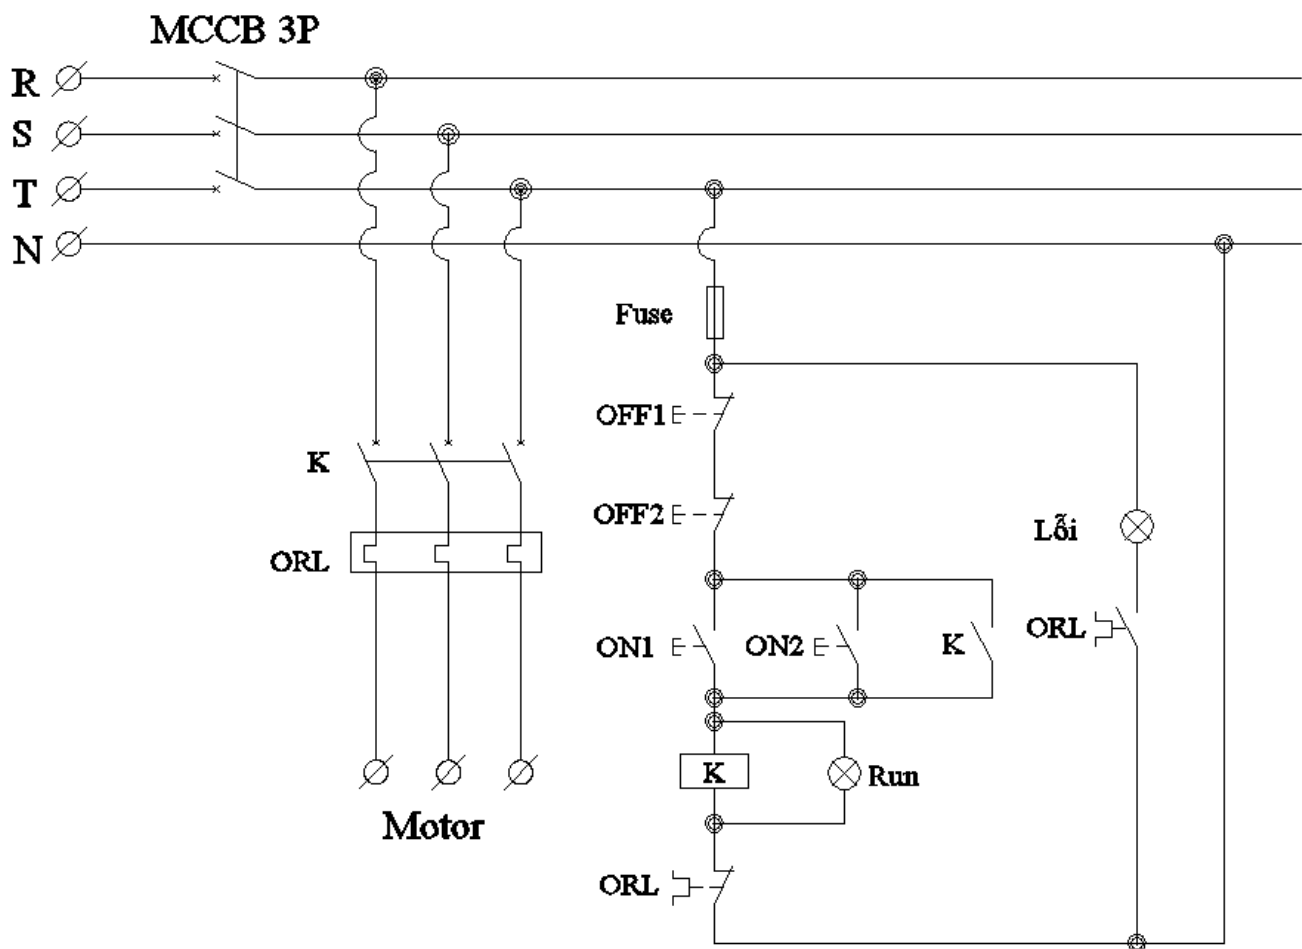 MCCB 3P
R
S
T
N
Fuse
OFF1
K
OFF2
Lỗi
ORL
ON1
ON2
K
ORL
K
Run
Motor
ORL